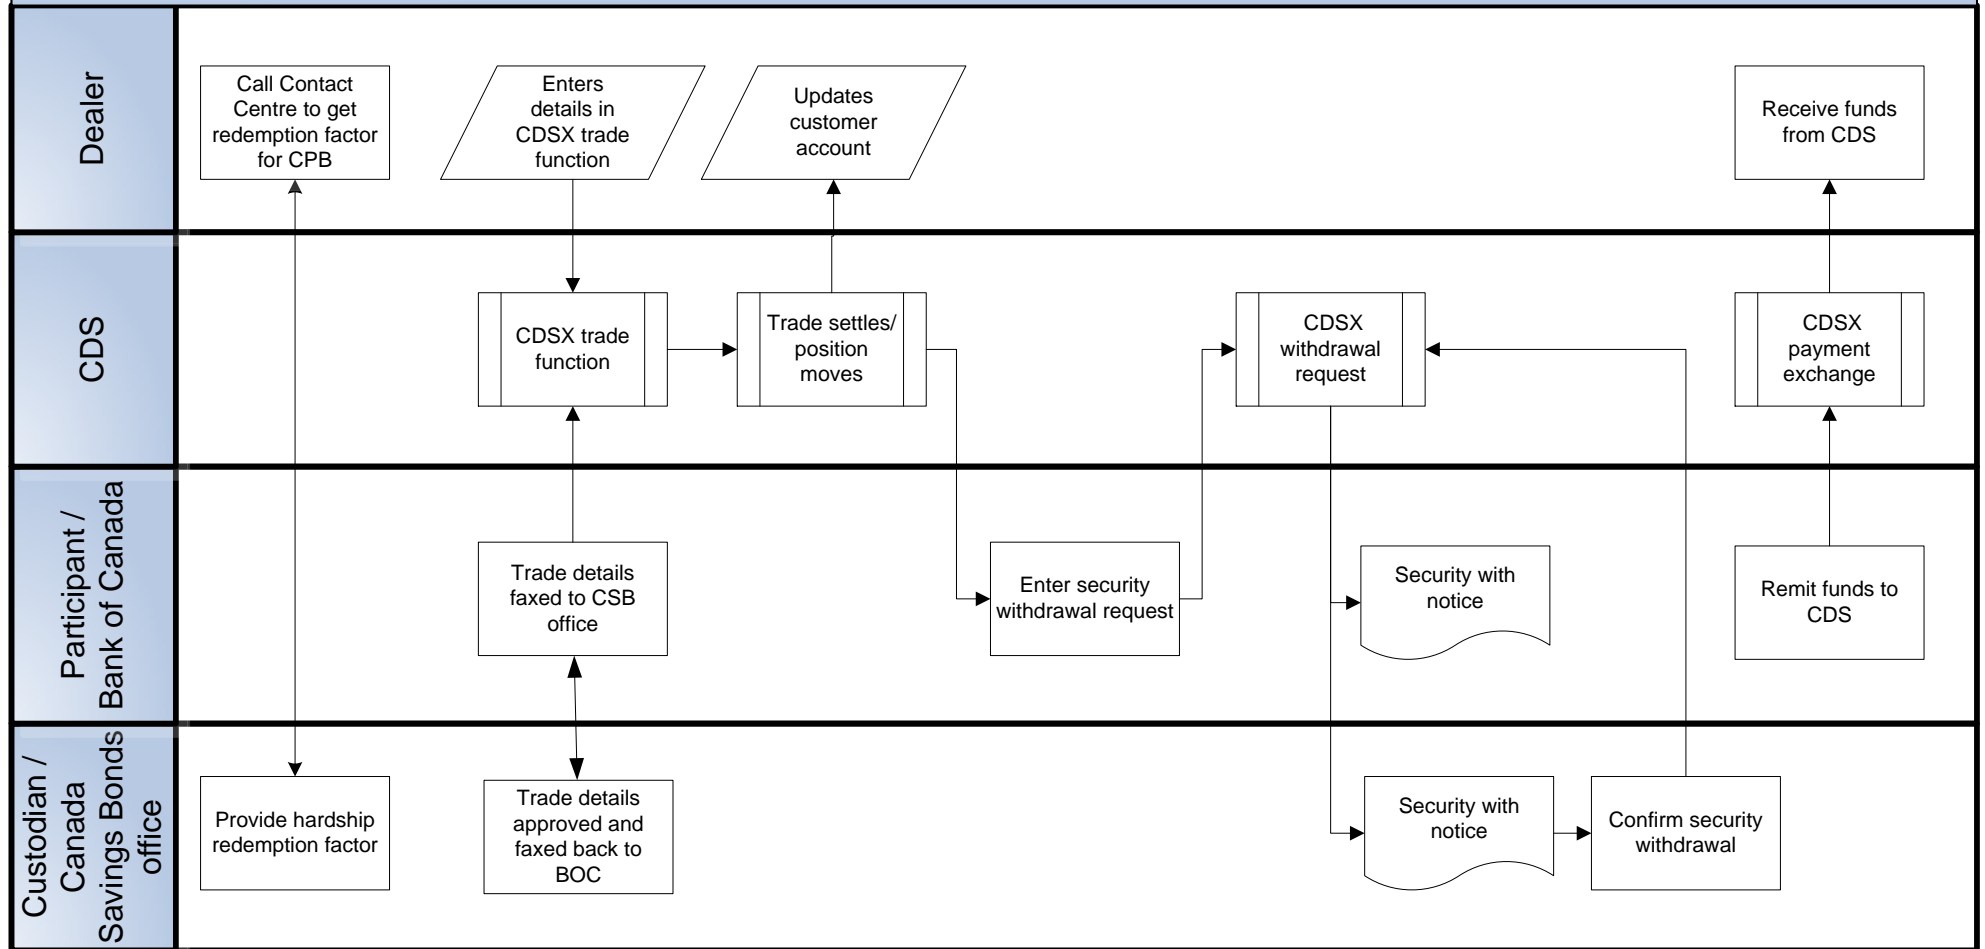 Dealer
Call Contact
Centre to get
redemption factor
for CPB
Enters
details in
CDSX trade
function
Updates
customer
account
Receive funds
from CDS
CDS
CDSX trade
function
Trade settles/
position
moves
CDSX
withdrawal
request
CDSX
payment
exchange
Participant /
Bank of Canada
Trade details
faxed to CSB
office
Enter security
withdrawal request
Security with
notice
Remit funds to
CDS
Custodian /
Canada
Savings Bonds
office
Provide hardship
redemption factor
Trade details
approved and
faxed back to
BOC
Security with
notice
Confirm security
withdrawal